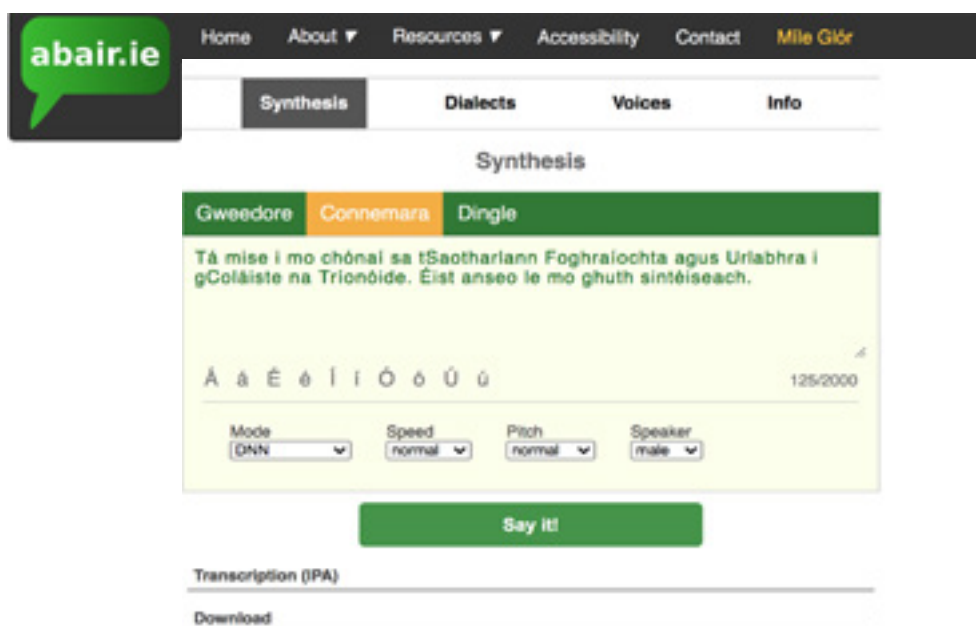 abair.ie
Home About ▼ Resources ▼ Accessibility Contact Míle Glór
Synthesis Dialects Voices Info
Synthesis
Gweedore Connemara Dingle
Tá mise i mo chónaí sa tSaotharlann Foghraíochta agus Urlabhra i
gColáiste na Tríonóide. Éist anseo le mo ghuth sintéiseach.
Á á É é Í í Ó ó Ú ú 125/2000
Mode Speed Pitch Speaker
DNN normal normal male
Say it!
Transcription (IPA)
Download